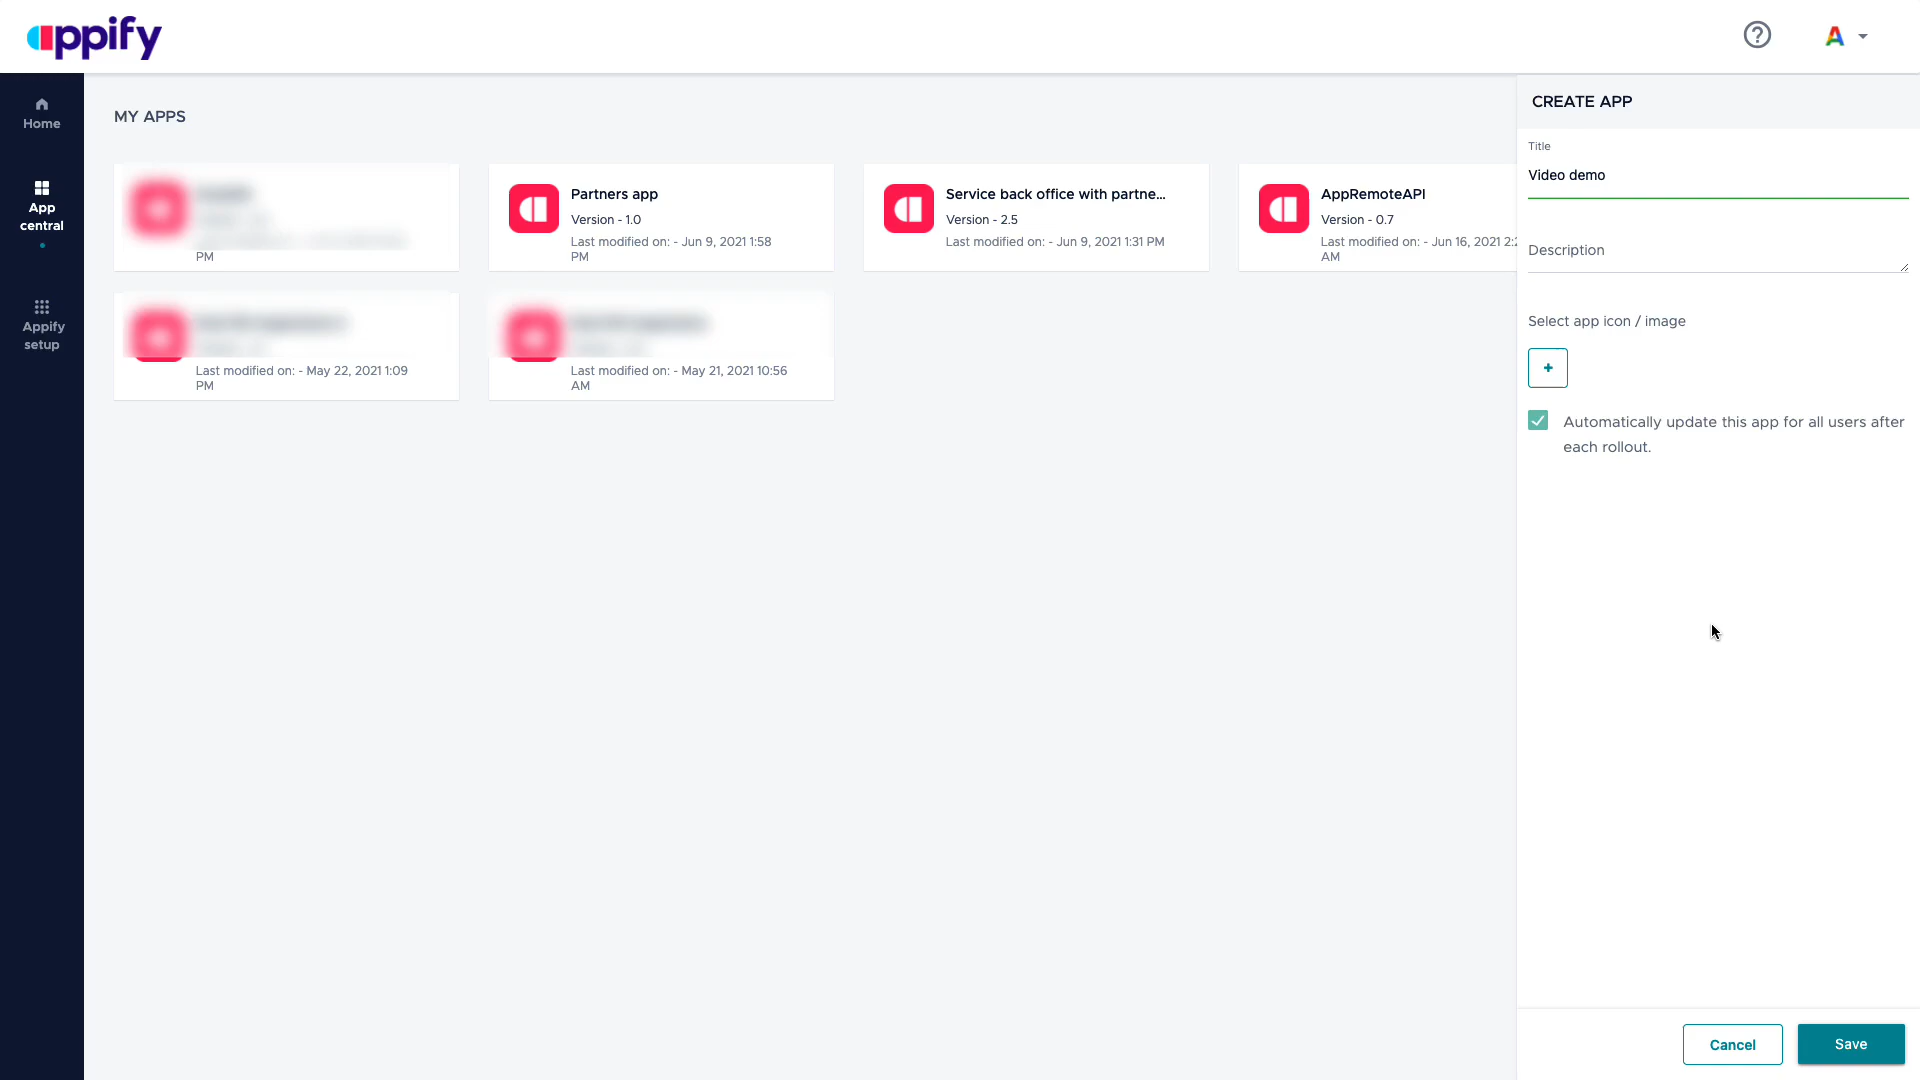 appify
A
Home
App
central
Appify
setup
MY APPS
PM
Partners app
Version - 1.0
Last modified on: - Jun 9, 2021 1:58
PM
Service back office with partne...
Version - 2.5
Last modified on: - Jun 9, 2021 1:31 PM
AppRemoteAPI
Version - 0.7
Last modified on: - Jun 16, 2021 2:2
AM
Last modified on: - May 22, 2021 1:09
PM
Last modified on: - May 21, 2021 10:56
AM
CREATE APP
Title
Video demo
Description
Select app icon / image
+
Automatically update this app for all users after
each rollout.
Cancel
Save